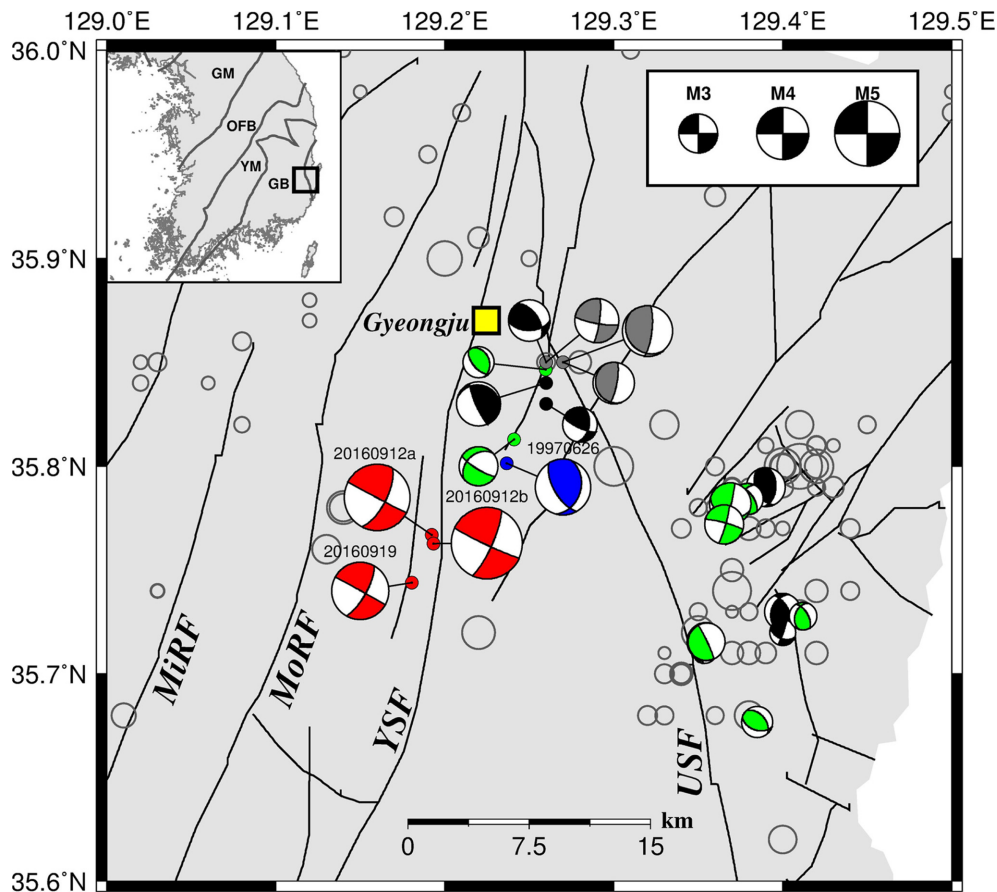 129.0°E 129.1°E 129.2°E 129.3°E 129.4°E 129.5°E
36.0°N
35.9°N
35.8°N
35.7°N
35.6°N
GM
OFB
YM
GB
M3 M4 M5
Gyeongju
19970626
20160912a
20160912b
20160919
MiRF
MoRF
YSF
USF
km
0 7.5 15